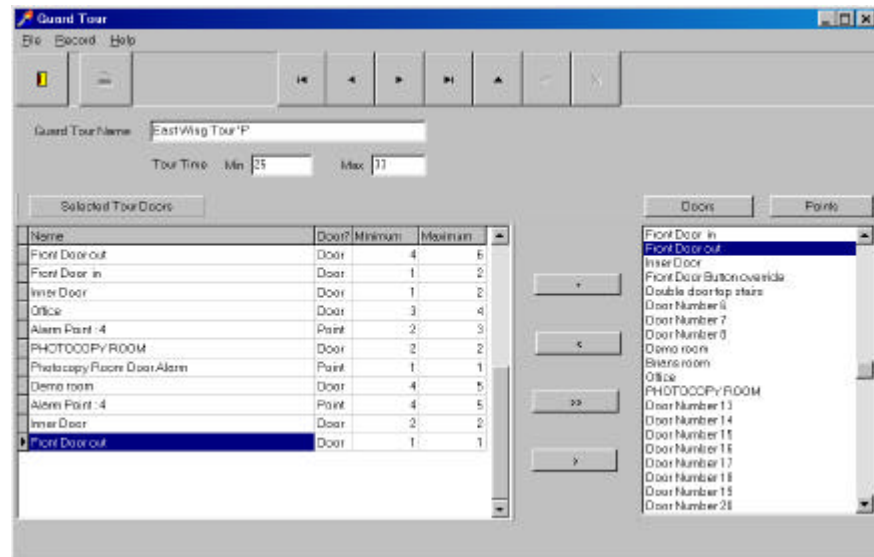 Guard Tour
File Record Help
Guard Tour Name East Wing Tour 'P'
Tour Time Min 25 Max 33
Selected Tour Doors Doors Points
Name Door? Minimum Maximum
Front Door out Door 4 6
Front Door in Door 1 2
Inner Door Door 1 2
Office Door 3 4
Alarm Point : 4 Point 2 3
PHOTOCOPY ROOM Door 2 2
Photocopy Room Door Alarm Point 1 1
Demo room Door 4 5
Alarm Point : 4 Point 4 5
Inner Door Door 2 2
Front Door out Door 1 1
<
>>
>
Front Door in
Front Door out
Inner Door
Front Door Button override
Double door top stairs
Door Number 6
Door Number 7
Door Number 8
Demo room
Brians room
Office
PHOTOCOPY ROOM
Door Number 13
Door Number 14
Door Number 15
Door Number 16
Door Number 17
Door Number 18
Door Number 19
Door Number 20